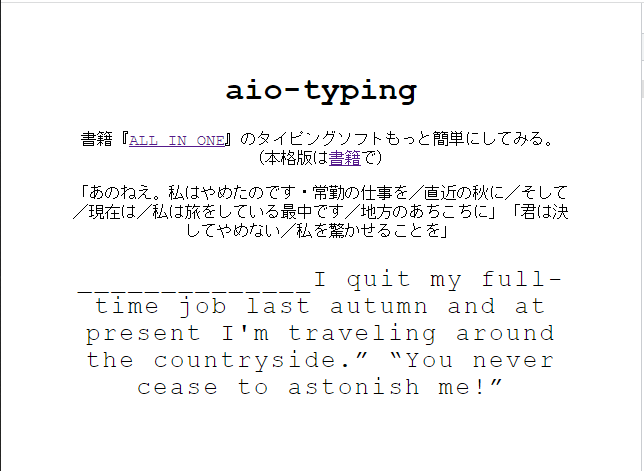 aio-typing
書籍『ALL IN ONE』のタイピングソフトもっと簡単にしてみる。
（本格版は書籍で）
「あのねえ。私はやめたのです・常勤の仕事を／直近の秋に／そして
／現在は／私は旅をしている最中です／地方のあちこちに」「君は決
してやめない／私を驚かせることを」
______________I quit my full-
time job last autumn and at
present I'm traveling around
the countryside.” “You never
cease to astonish me!”